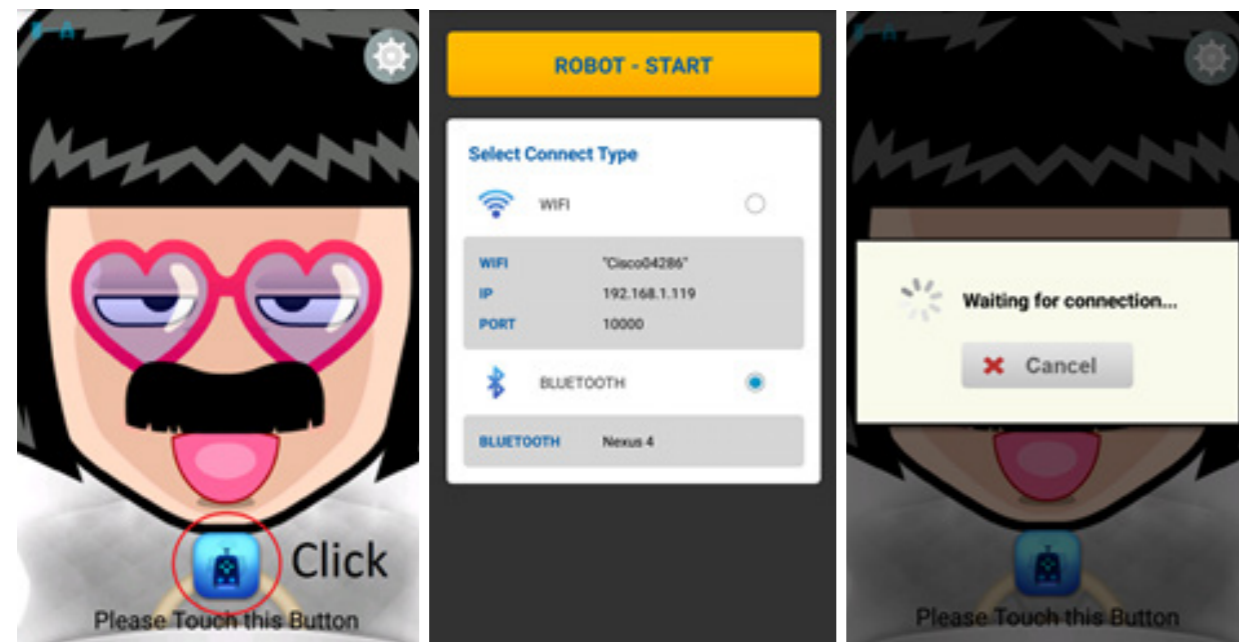 Click
Please Touch this Button
ROBOT - START
Select Connect Type
WIFI
WIFI "Cisco04286"
IP 192.168.1.119
PORT 10000
BLUETOOTH
BLUETOOTH Nexus 4
Waiting for connection...
Cancel
Please Touch this Button